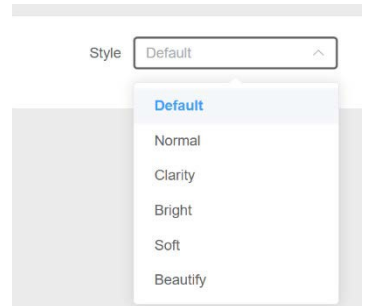 Style Default
Default
Normal
Clarity
Bright
Soft
Beautify